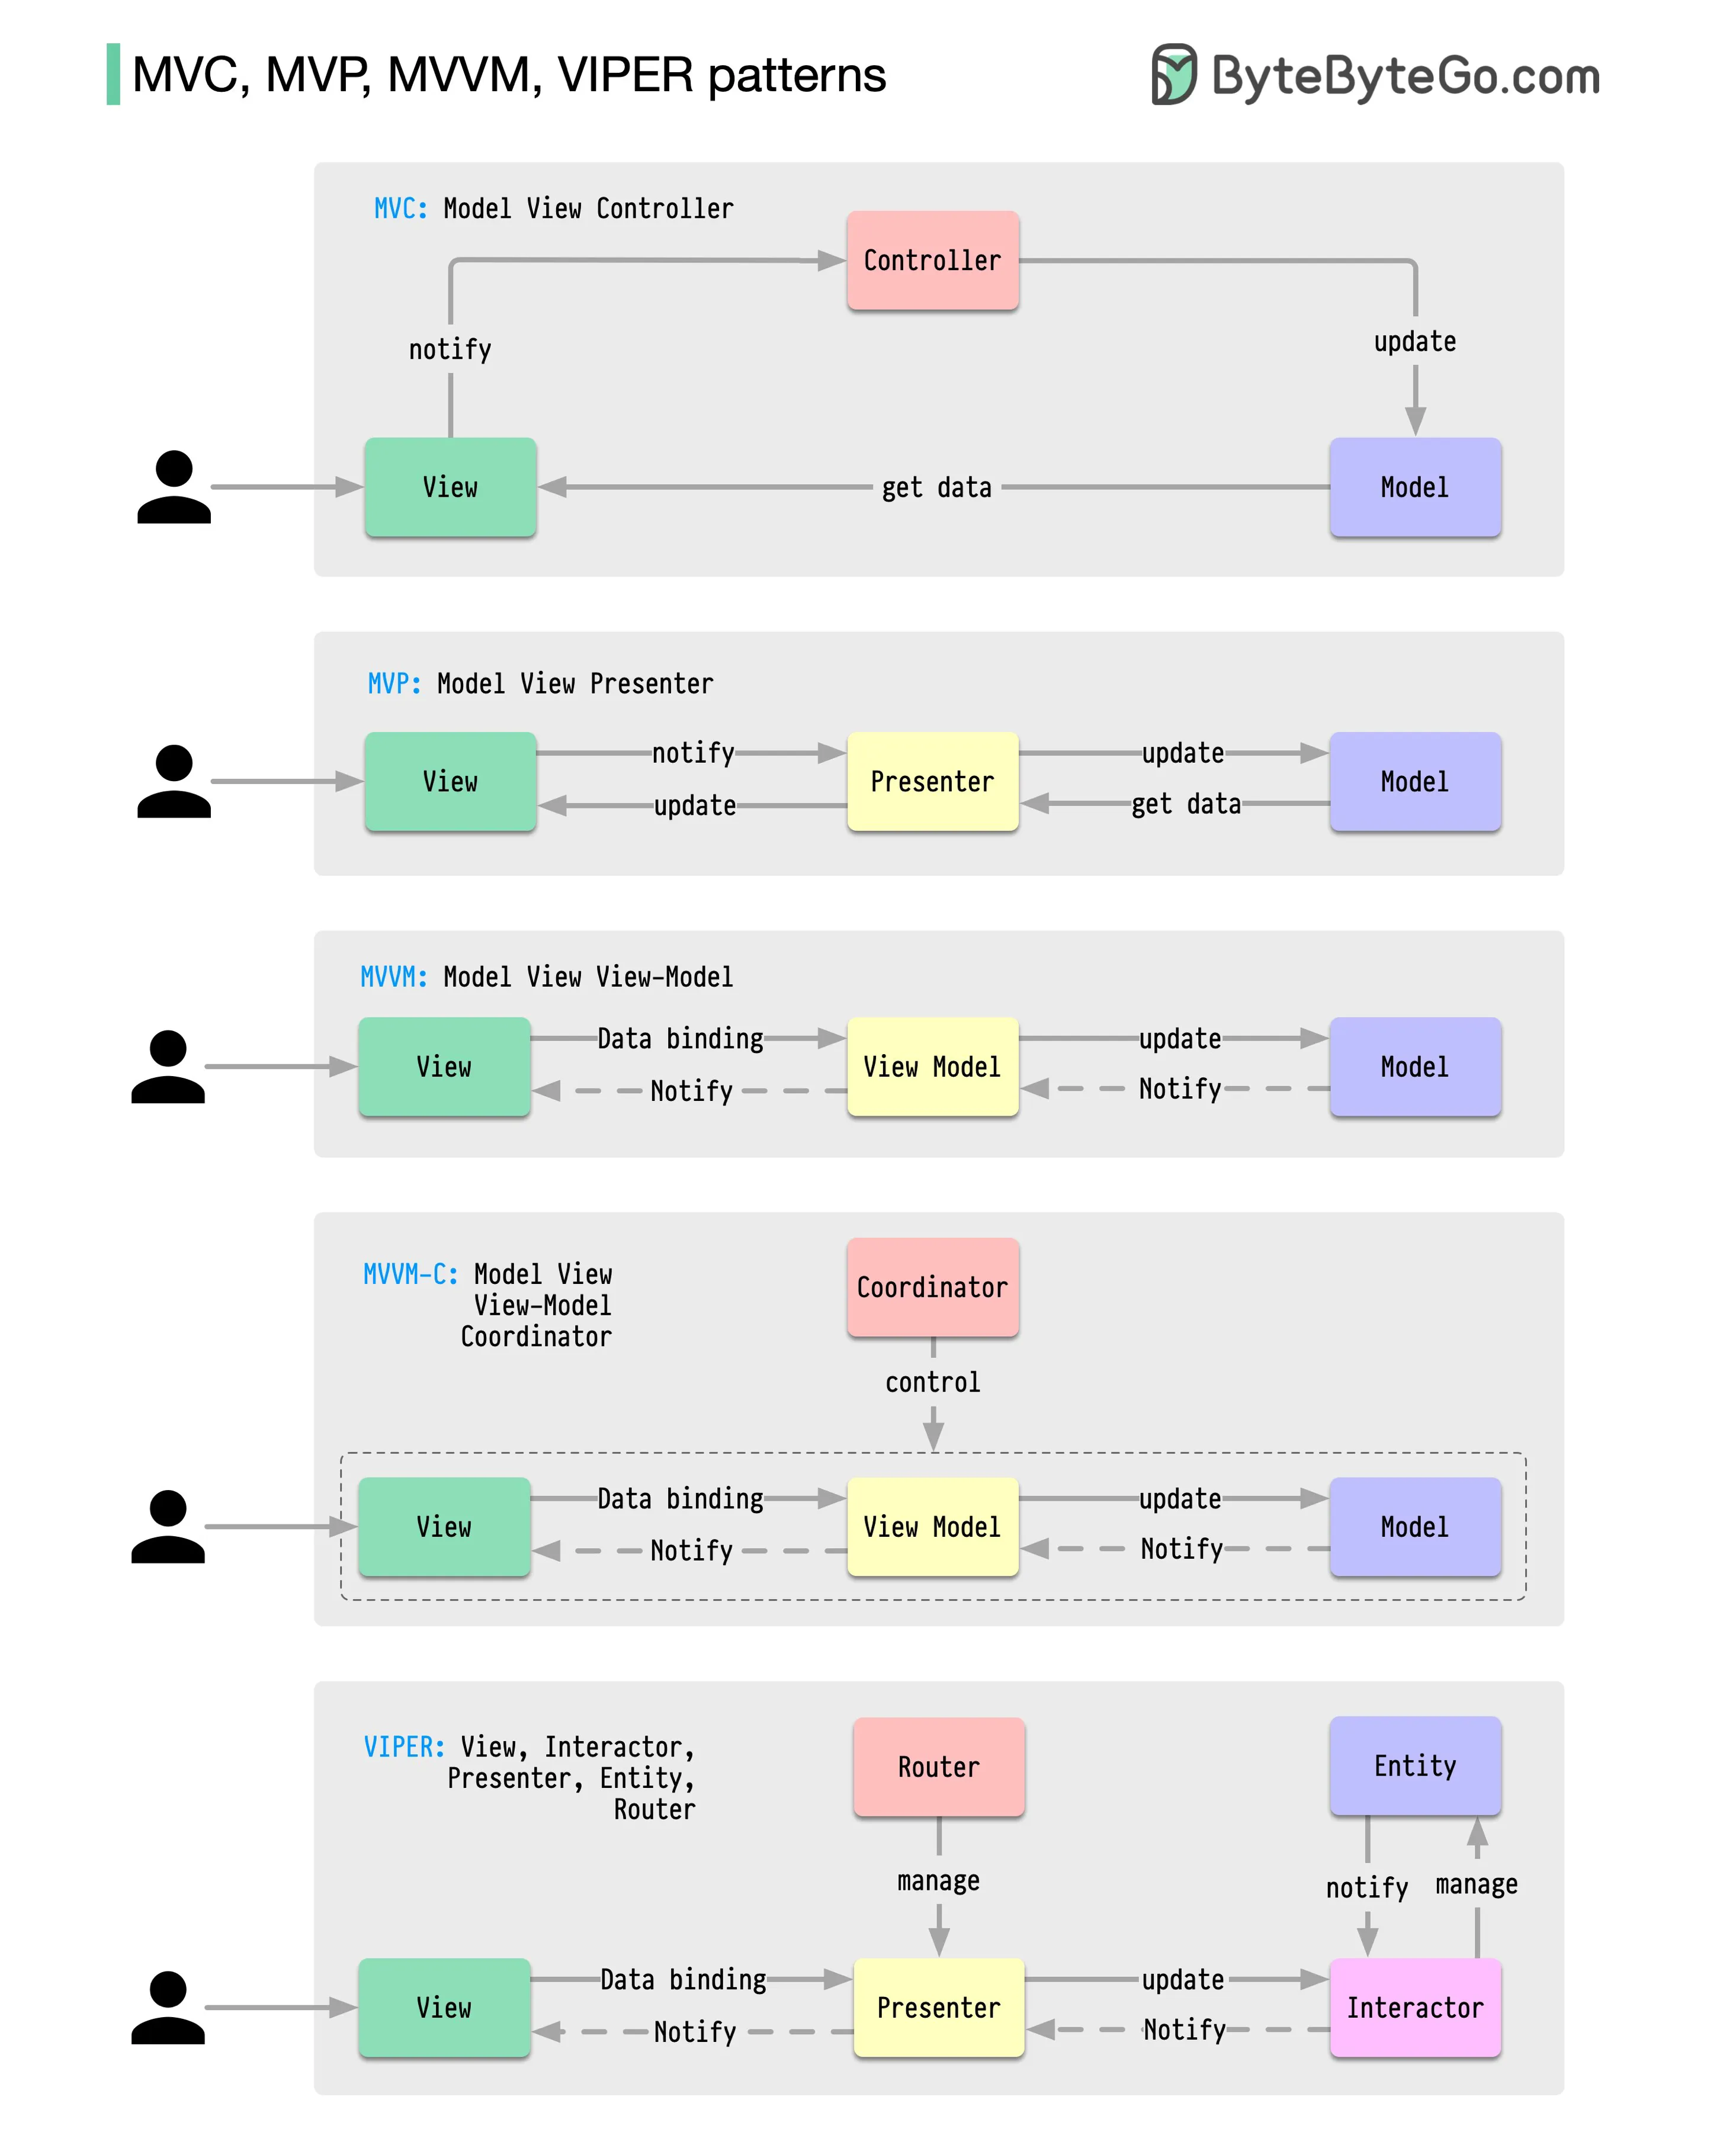 MVC, MVP, MVVM, VIPER patterns
ByteByteGo.com
MVC: Model View Controller
Controller
notify
update
View
get data
Model
MVP: Model View Presenter
View
notify
update
Presenter
update
get data
Model
MVVM: Model View View-Model
View
Data binding
Notify
View Model
update
Notify
Model
MVVM-C: Model View
View-Model
Coordinator
Coordinator
control
View
Data binding
Notify
View Model
update
Notify
Model
VIPER: View, Interactor,
Presenter, Entity,
Router
Router
Entity
manage
notify
manage
View
Data binding
Notify
Presenter
update
Notify
Interactor